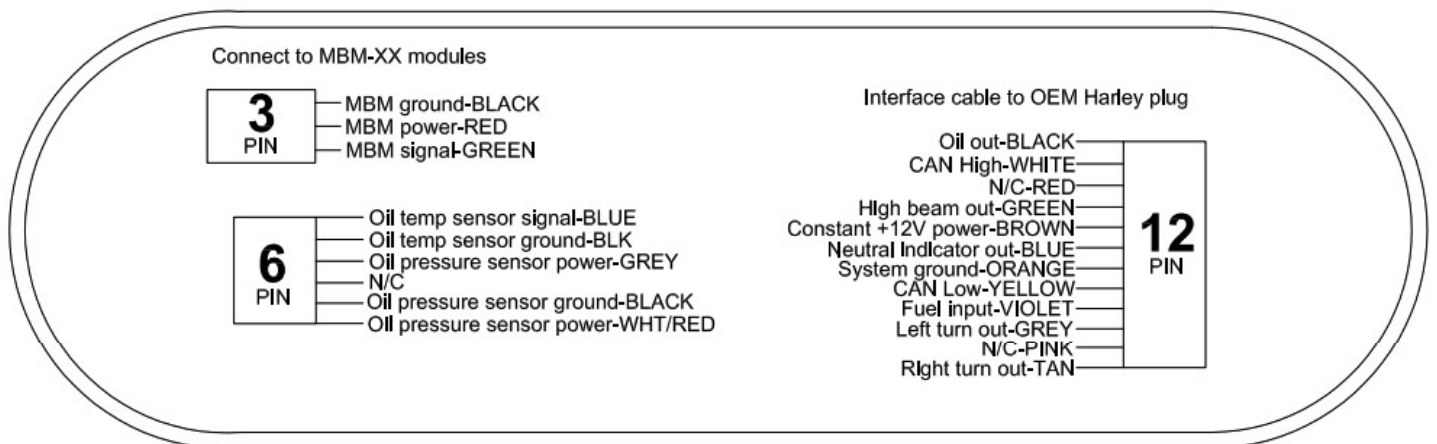 Connect to MBM-XX modules
3
PIN
MBM ground-BLACK
MBM power-RED
MBM signal-GREEN
6
PIN
Oil temp sensor signal-BLUE
Oil temp sensor ground-BLK
Oil pressure sensor power-GREY
N/C
Oil pressure sensor ground-BLACK
Oil pressure sensor power-WHT/RED
Interface cable to OEM Harley plug
Oil out-BLACK
CAN High-WHITE
N/C-RED
High beam out-GREEN
Constant +12V power-BROWN
Neutral Indicator out-BLUE
System ground-ORANGE
CAN Low-YELLOW
Fuel input-VIOLET
Left turn out-GREY
N/C-PINK
Right turn out-TAN
12
PIN